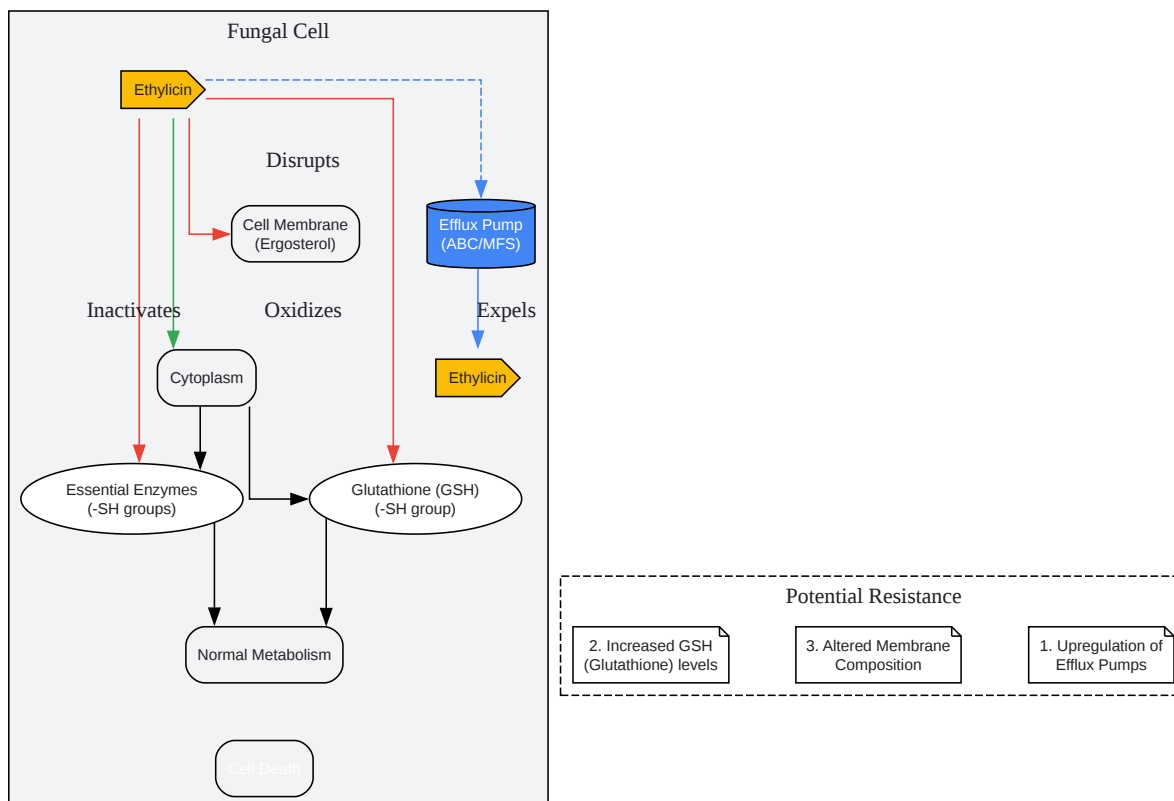 Fungal Cell
Ethylicin
Disrupts
Cell Membrane
(Ergosterol)
Efflux Pump
(ABC/MFS)
Inactivates
Oxidizes
Expels
Cytoplasm
Ethylicin
Essential Enzymes
(-SH groups)
Glutathione (GSH)
(-SH group)
Normal Metabolism
Cell Death
Potential Resistance
2. Increased GSH
(Glutathione) levels
3. Altered Membrane
Composition
1. Upregulation of
Efflux Pumps